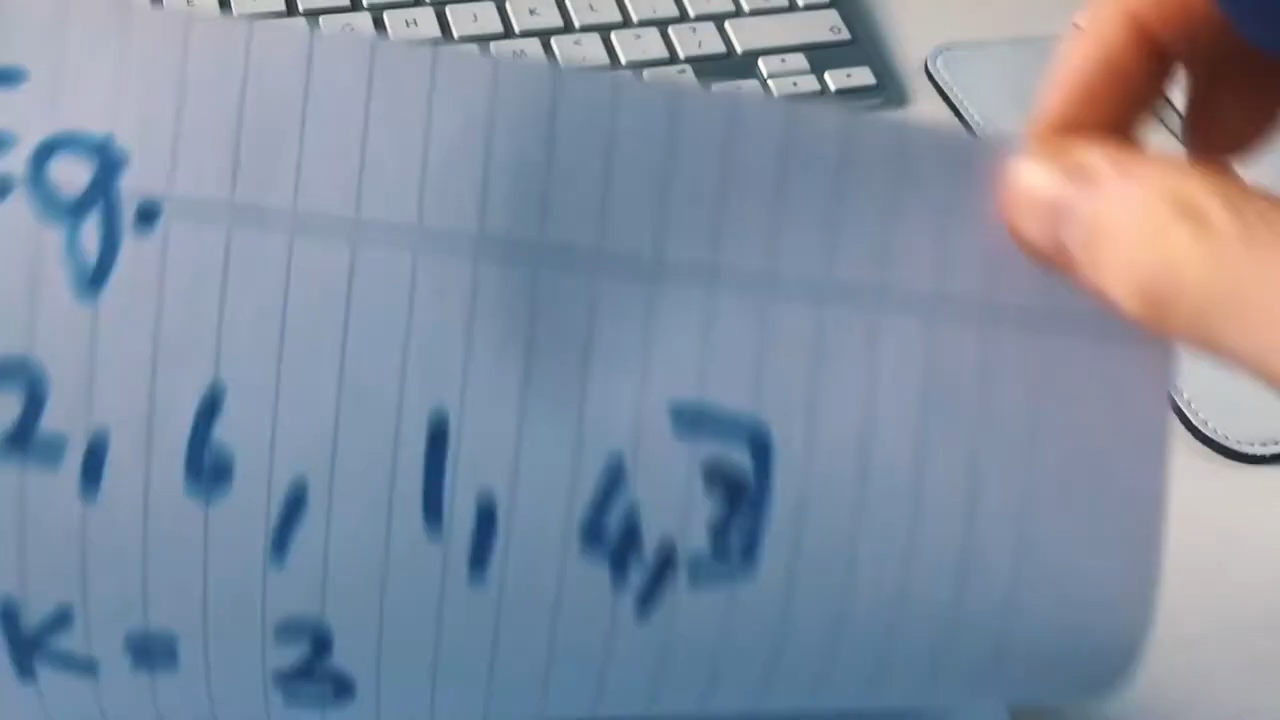 H J K L
M < > ?
, . /
eg.
2, 6, 1, 4, 3]
K = 2